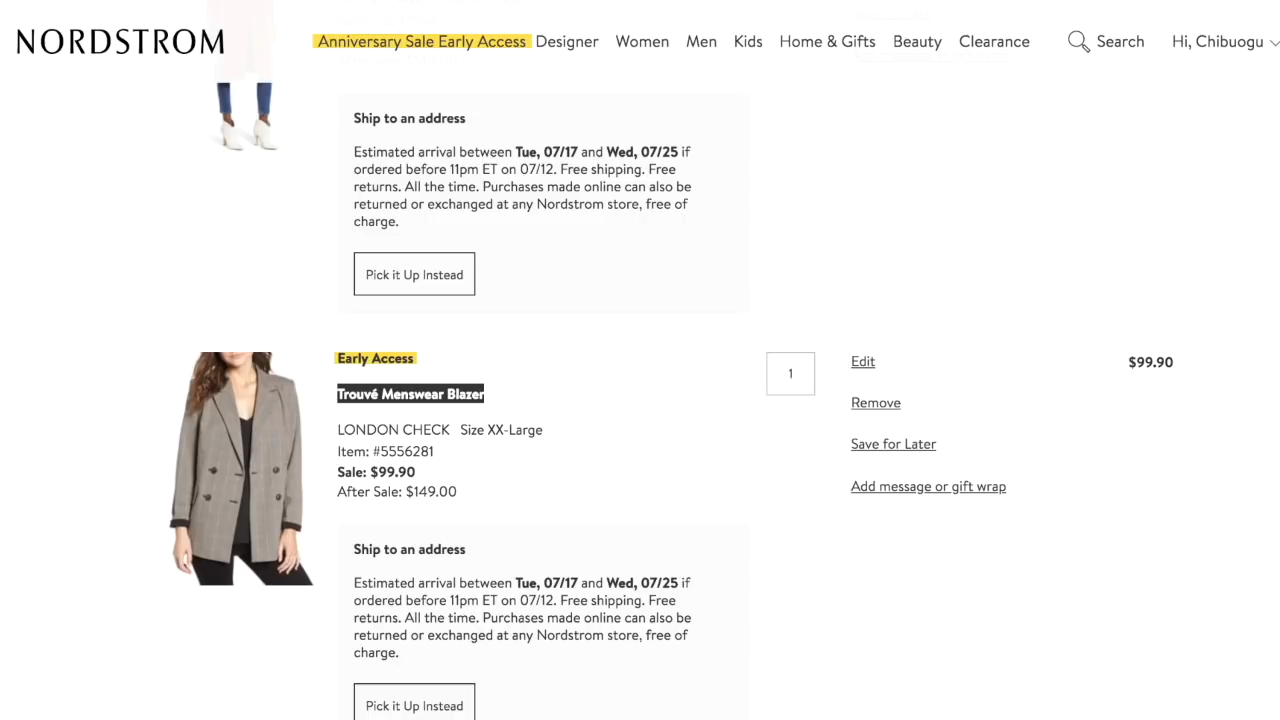 NORDSTROM
Anniversary Sale Early Access Designer Women Men Kids Home & Gifts Beauty Clearance Search Hi, Chibuogu
Ship to an address
Estimated arrival between Tue, 07/17 and Wed, 07/25 if
ordered before 11pm ET on 07/12. Free shipping. Free
returns. All the time. Purchases made online can also be
returned or exchanged at any Nordstrom store, free of
charge.
Pick it Up Instead
Early Access
Trouvé Menswear Blazer
LONDON CHECK Size XX-Large
Item: #5556281
Sale: $99.90
After Sale: $149.00
1
Edit
Remove
Save for Later
Add message or gift wrap
$99.90
Ship to an address
Estimated arrival between Tue, 07/17 and Wed, 07/25 if
ordered before 11pm ET on 07/12. Free shipping. Free
returns. All the time. Purchases made online can also be
returned or exchanged at any Nordstrom store, free of
charge.
Pick it Up Instead